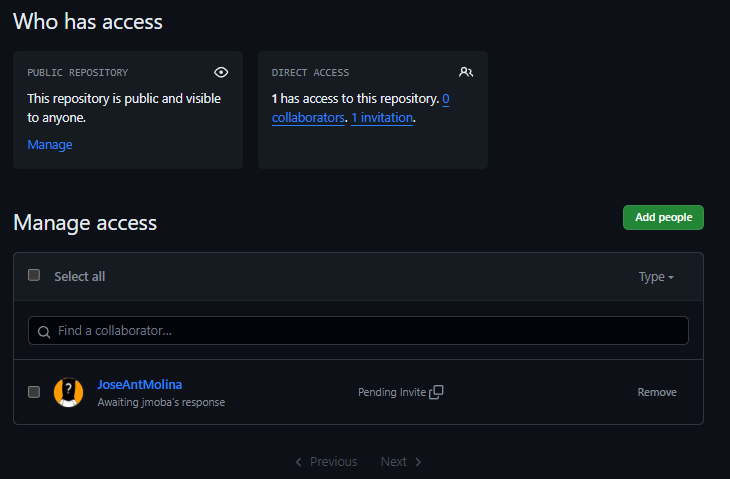 Who has access
PUBLIC REPOSITORY
This repository is public and visible
to anyone.
Manage
DIRECT ACCESS
1 has access to this repository. 0
collaborators. 1 invitation.
Manage access
Add people
Select all
Type
Find a collaborator...
JoseAntMolina
Awaiting jmoba's response
Pending Invite
Remove
Previous
Next